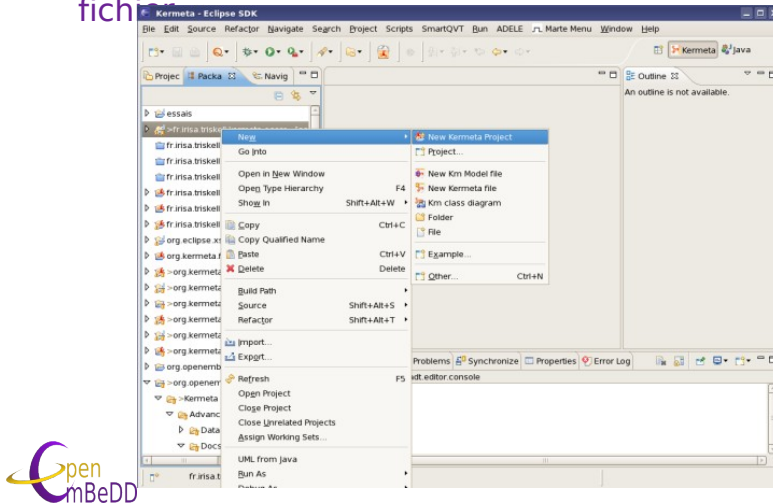 fichier
Kermeta - Eclipse SDK
File Edit Source Refactor Navigate Search Project Scripts SmartQVT Run ADELE Marte Menu Window Help
Kermeta Java
Projec Packa Navig
Outline
An outline is not available.
essais
fr.irisa.triskell
fr.irisa.triskell
fr.irisa.triskell
fr.irisa.triskell
fr.irisa.triskell
fr.irisa.triskell
org.eclipse.xs
org.kermeta.f
>org.kermeta
>org.kermeta
>org.kermeta
>org.kermeta
>org.kermeta
>org.kermeta
org.openemb
>org.openem
>Kermeta
Advanc
Data
Docs
New
Go Into
Open in New Window
Open Type Hierarchy F4
Show In Shift+Alt+W
Copy Ctrl+C
Copy Qualified Name
Paste Ctrl+V
Delete Delete
Build Path
Source Shift+Alt+S
Refactor Shift+Alt+T
Import...
Export...
Refresh F5
Open Project
Close Project
Close Unrelated Projects
Assign Working Sets...
UML from Java
Run As
Debug As
New Kermeta Project
Project...
New Km Model file
New Kermeta file
Km class diagram
Folder
File
Example...
Other... Ctrl+N
Problems Synchronize Properties Error Log
dt.editor.console
fr.irisa.t
OpenEmBeDD